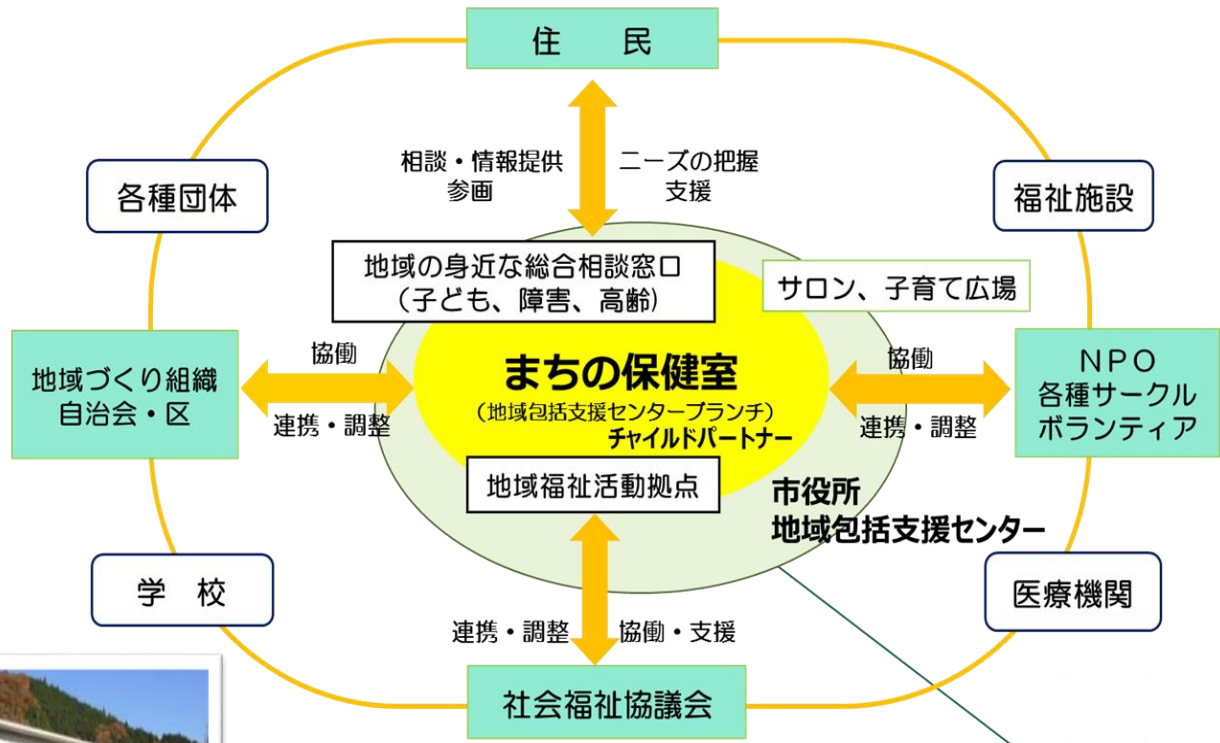 住　民
相談・情報提供
参画
ニーズの把握
支援
各種団体
福祉施設
地域の身近な総合相談窓口
（子ども、障害、高齢)
サロン、子育て広場
地域づくり組織
自治会・区
協働
連携・調整
まちの保健室
（地域包括支援センターブランチ）
チャイルドパートナー
協働
連携・調整
ＮＰＯ
各種サークル
ボランティア
地域福祉活動拠点
市役所
地域包括支援センター
学　校
医療機関
連携・調整
協働・支援
社会福祉協議会